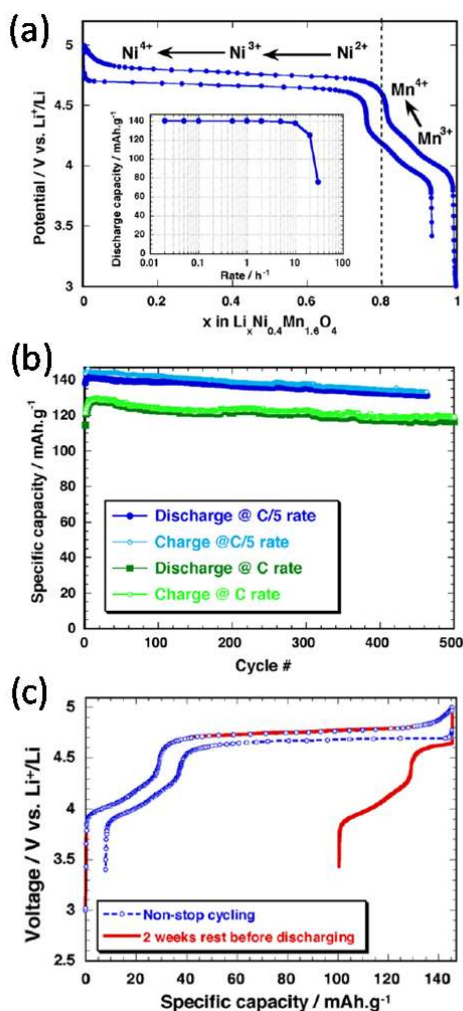 (a)
Ni4+ Ni3+ Ni2+
Mn4+
Mn3+
Potential / V vs. Li+/Li
5
4.5
4
3.5
3
Discharge capacity / mAh.g-1
160
140
120
100
80
60
40
20
0
0.01 0.1 1 10 100
Rate / h-1
0 0.2 0.4 0.6 0.8 1
x in LixNi0.4Mn1.6O4
(b)
Specific capacity / mAh.g-1
140
120
100
80
60
40
20
0
Discharge @ C/5 rate
Charge @C/5 rate
Discharge @ C rate
Charge @ C rate
0 100 200 300 400 500
Cycle #
(c)
Voltage / V vs. Li+/Li
5
4.5
4
3.5
3
2.5
Non-stop cycling
2 weeks rest before discharging
0 20 40 60 80 100 120 140
Specific capacity / mAh.g-1